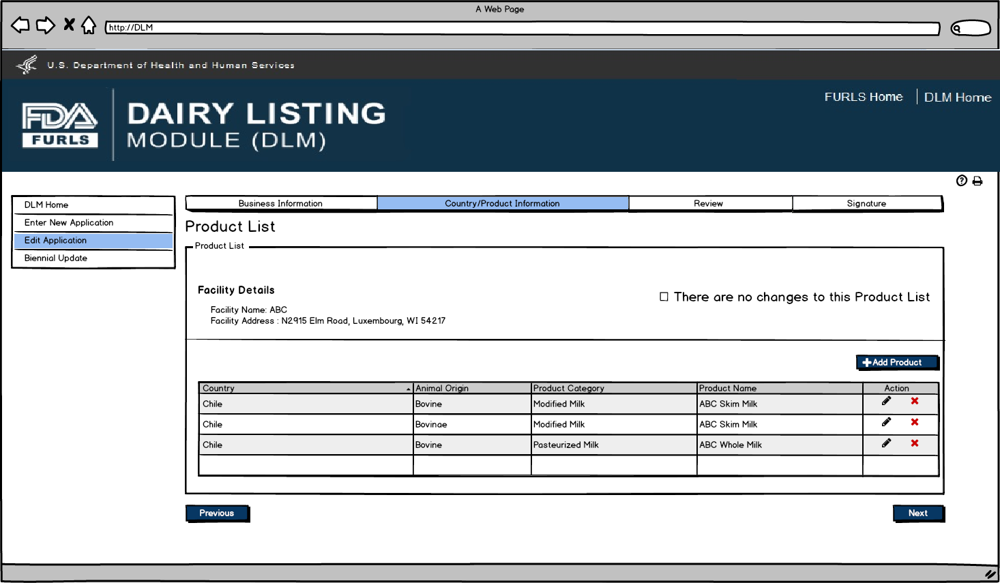 A Web Page
http://DLM
U.S. Department of Health and Human Services
FDA
FURLS
DAIRY LISTING
MODULE (DLM)
FURLS Home
DLM Home
?
DLM Home
Enter New Application
Edit Application
Biennial Update
Business Information
Country/Product Information
Review
Signature
Product List
Product List
Facility Details
There are no changes to this Product List
Facility Name: ABC
Facility Address : N2915 Elm Road, Luxembourg, WI 54217
Add Product
Country Animal Origin Product Category Product Name Action
Chile Bovine Modified Milk ABC Skim Milk
Chile Bovinae Modified Milk ABC Skim Milk
Chile Bovine Pasteurized Milk ABC Whole Milk
Previous
Next